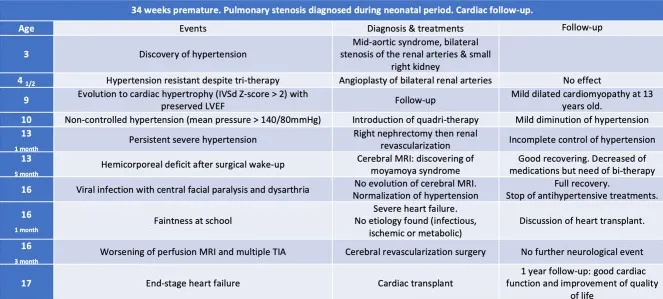 34 weeks premature. Pulmonary stenosis diagnosed during neonatal period. Cardiac follow-up.
Age Events Diagnosis & treatments Follow-up
3 Discovery of hypertension Mid-aortic syndrome, bilateral
stenosis of the renal arteries & small
right kidney
4 1/2 Hypertension resistant despite tri-therapy Angioplasty of bilateral renal arteries No effect
9 Evolution to cardiac hypertrophy (IVSd Z-score > 2) with
preserved LVEF Follow-up Mild dilated cardiomyopathy at 13
years old.
10 Non-controlled hypertension (mean pressure > 140/80mmHg) Introduction of quadri-therapy Mild diminution of hypertension
13
1 month Persistent severe hypertension Right nephrectomy then renal
revascularization Incomplete control of hypertension
13
5 month Hemicorporeal deficit after surgical wake-up Cerebral MRI: discovering of
moyamoya syndrome Good recovering. Decreased of
medications but need of bi-therapy
16 Viral infection with central facial paralysis and dysarthria No evolution of cerebral MRI.
Normalization of hypertension Full recovery.
Stop of antihypertensive treatments.
16
1 month Faintness at school Severe heart failure.
No etiology found (infectious,
ischemic or metabolic) Discussion of heart transplant.
16
3 month Worsening of perfusion MRI and multiple TIA Cerebral revascularization surgery No further neurological event
17 End-stage heart failure Cardiac transplant 1 year follow-up: good cardiac
function and improvement of quality
of life